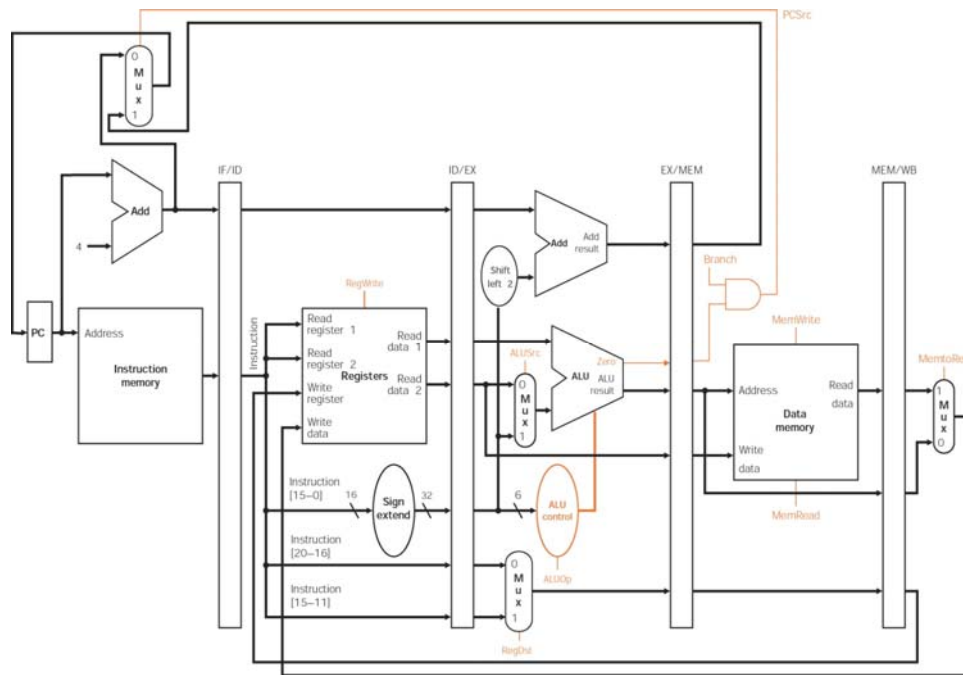 PCSrc
0
M
u
x
1
IF/ID
ID/EX
EX/MEM
MEM/WB
Add
4
Add
Add
result
Shift
left 2
Branch
RegWrite
PC
Address
Instruction
memory
Instruction
Read
register 1
Read
register 2
Write
register
Write
data
Registers
Read
data 1
Read
data 2
ALUSrc
0
M
u
x
1
Zero
ALU
ALU
result
MemWrite
Address
Read
data
Data
memory
Write
data
MemRead
MemtoRe
1
M
u
x
0
Instruction
[15–0]
16
Sign
extend
32
6
ALU
control
ALUOp
Instruction
[20–16]
Instruction
[15–11]
0
M
u
x
1
RegDst